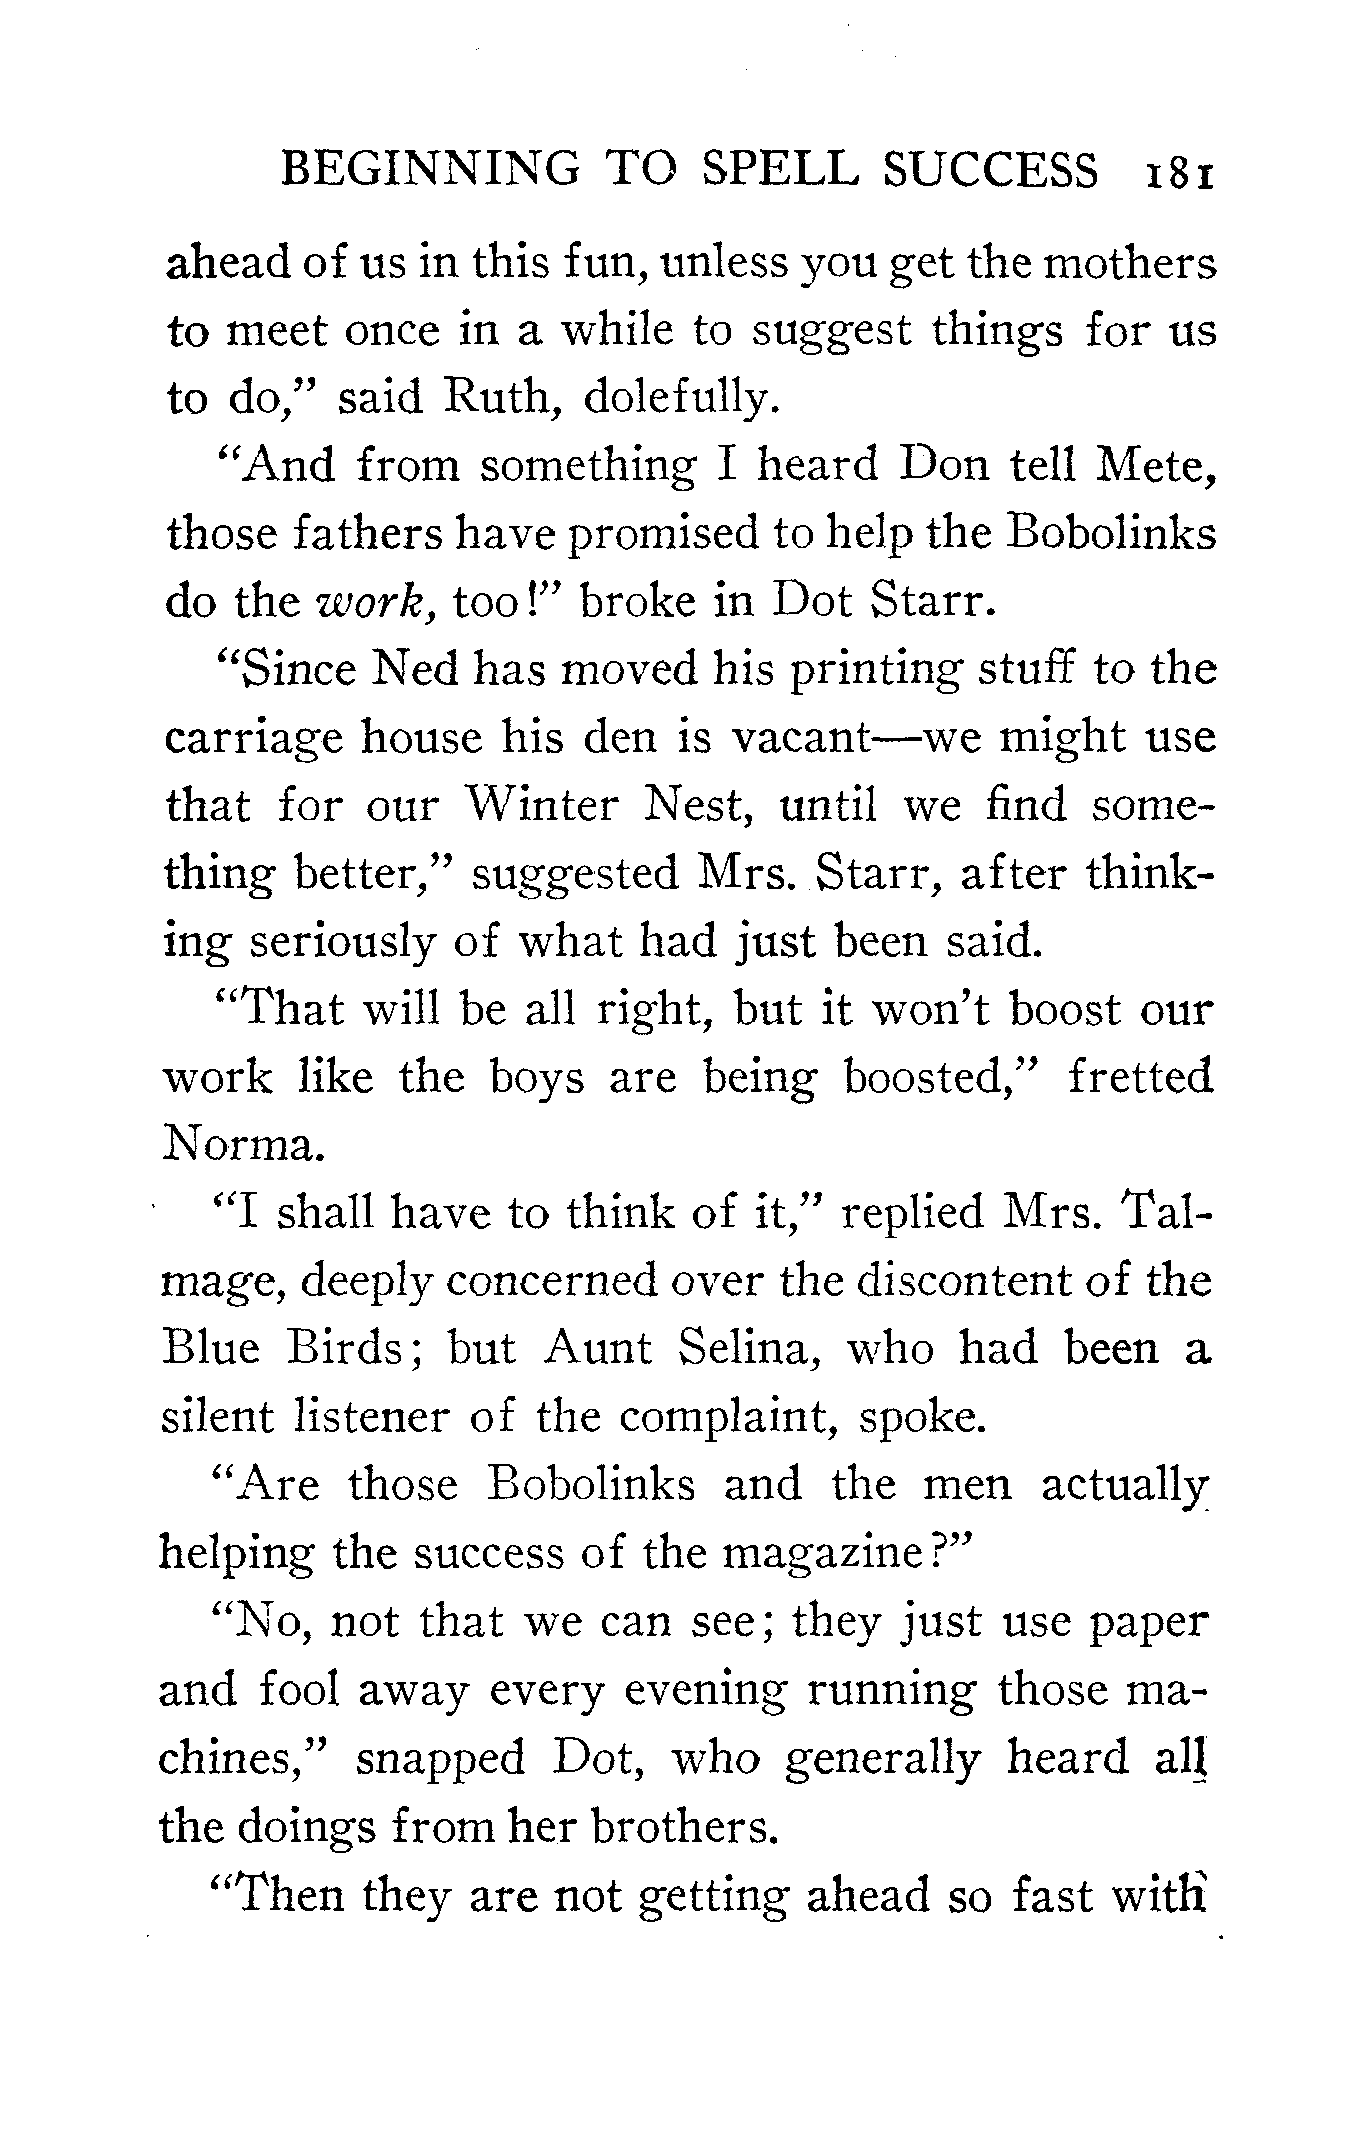 BEGINNING TO SPELL SUCCESS 181
ahead of us in this fun, unless you get the mothers
to meet once in a while to suggest things for us
to do,” said Ruth, dolefully.
“And from something I heard Don tell Mete,
those fathers have promised to help the Bobolinks
do the work, too!” broke in Dot Starr.
“Since Ned has moved his printing stuff to the
carriage house his den is vacant—we might use
that for our Winter Nest, until we find some-
thing better,” suggested Mrs. Starr, after think-
ing seriously of what had just been said.
“That will be all right, but it won’t boost our
work like the boys are being boosted,” fretted
Norma.
“I shall have to think of it,” replied Mrs. Tal-
mage, deeply concerned over the discontent of the
Blue Birds; but Aunt Selina, who had been a
silent listener of the complaint, spoke.
“Are those Bobolinks and the men actually
helping the success of the magazine?”
“No, not that we can see; they just use paper
and fool away every evening running those ma-
chines,” snapped Dot, who generally heard all
the doings from her brothers.
“Then they are not getting ahead so fast with